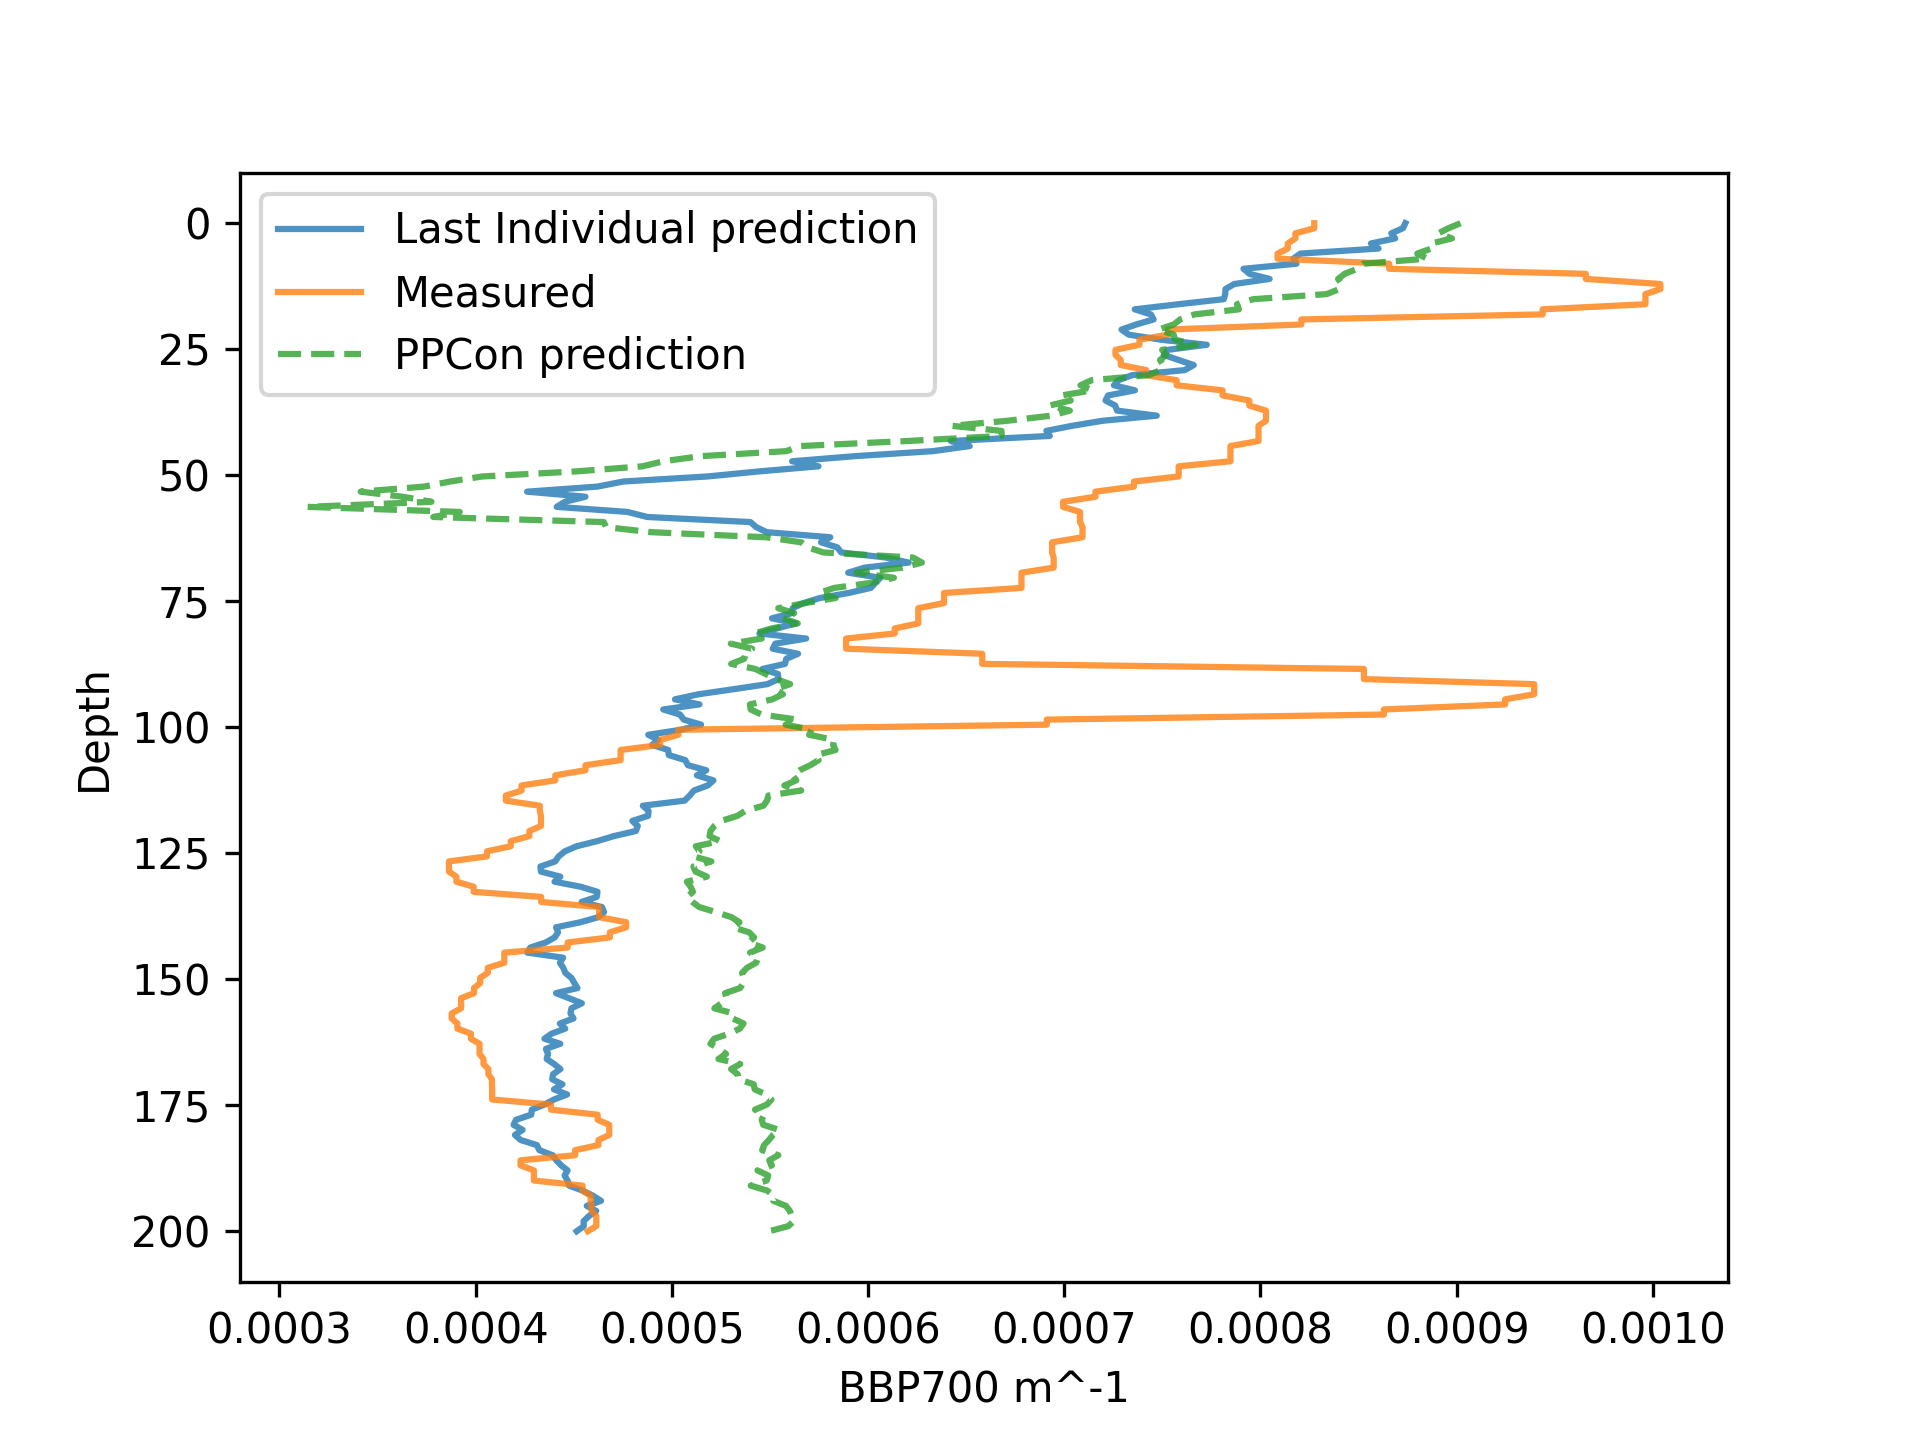 Last Individual prediction
Measured
PPCon prediction
0
25
50
75
100
125
150
175
200
Depth
0.0003 0.0004 0.0005 0.0006 0.0007 0.0008 0.0009 0.0010
BBP700 m^-1